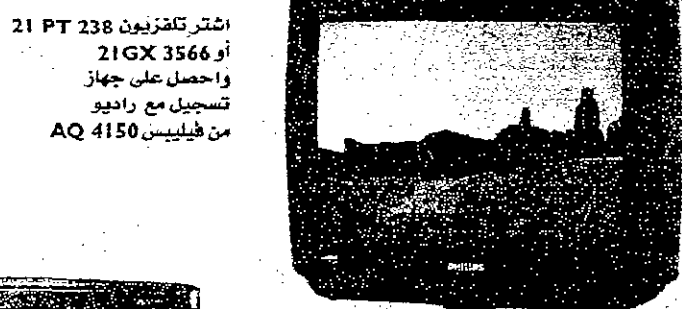 اشتر تلفزيون 21 PT 238
أو 21GX 3566
واحصل على جهاز
تسجيل مع راديو
من فيليبس AQ 4150
PHILIPS